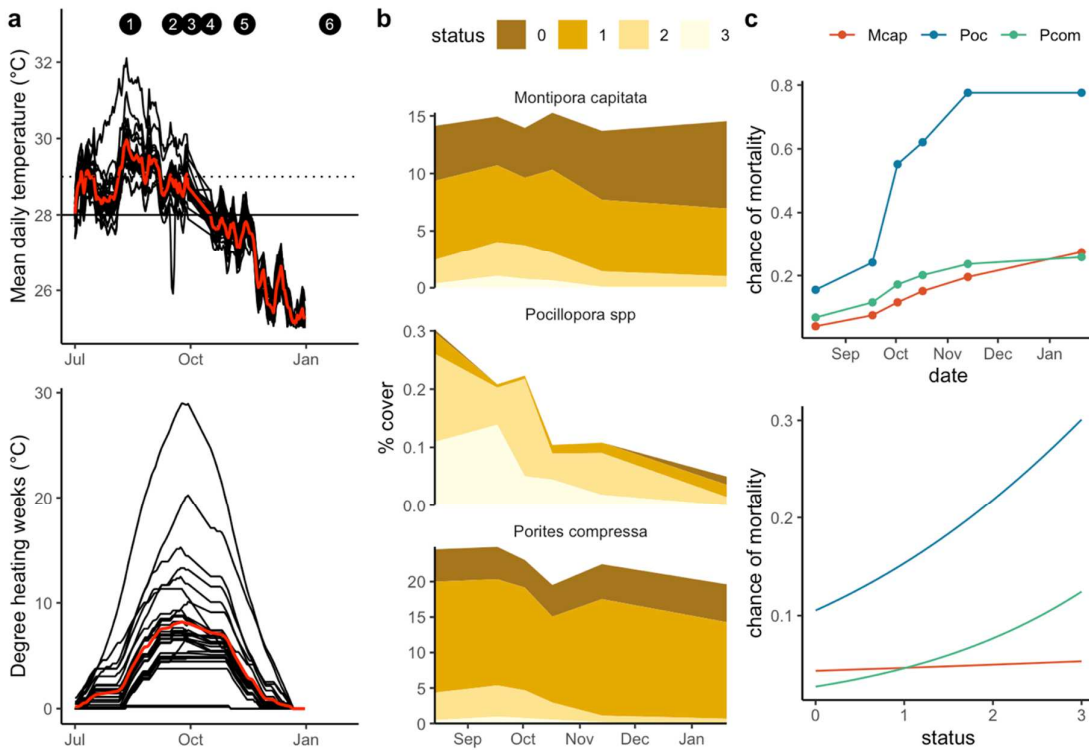 a
b
c
1 2 3 4 5 6
status 0 1 2 3
Mcap Poc Pcom
Mean daily temperature (°C)
32
30
28
26
Jul Oct Jan
Degree heating weeks (°C)
30
20
10
0
Jul Oct Jan
% cover
Montipora capitata
15
10
5
0
Pocillopora spp
0.3
0.2
0.1
0.0
Porites compressa
20
15
10
5
0
Sep Oct Nov Dec Jan
chance of mortality
0.8
0.6
0.4
0.2
Sep Oct Nov Dec Jan
date
chance of mortality
0.3
0.2
0.1
0 1 2 3
status